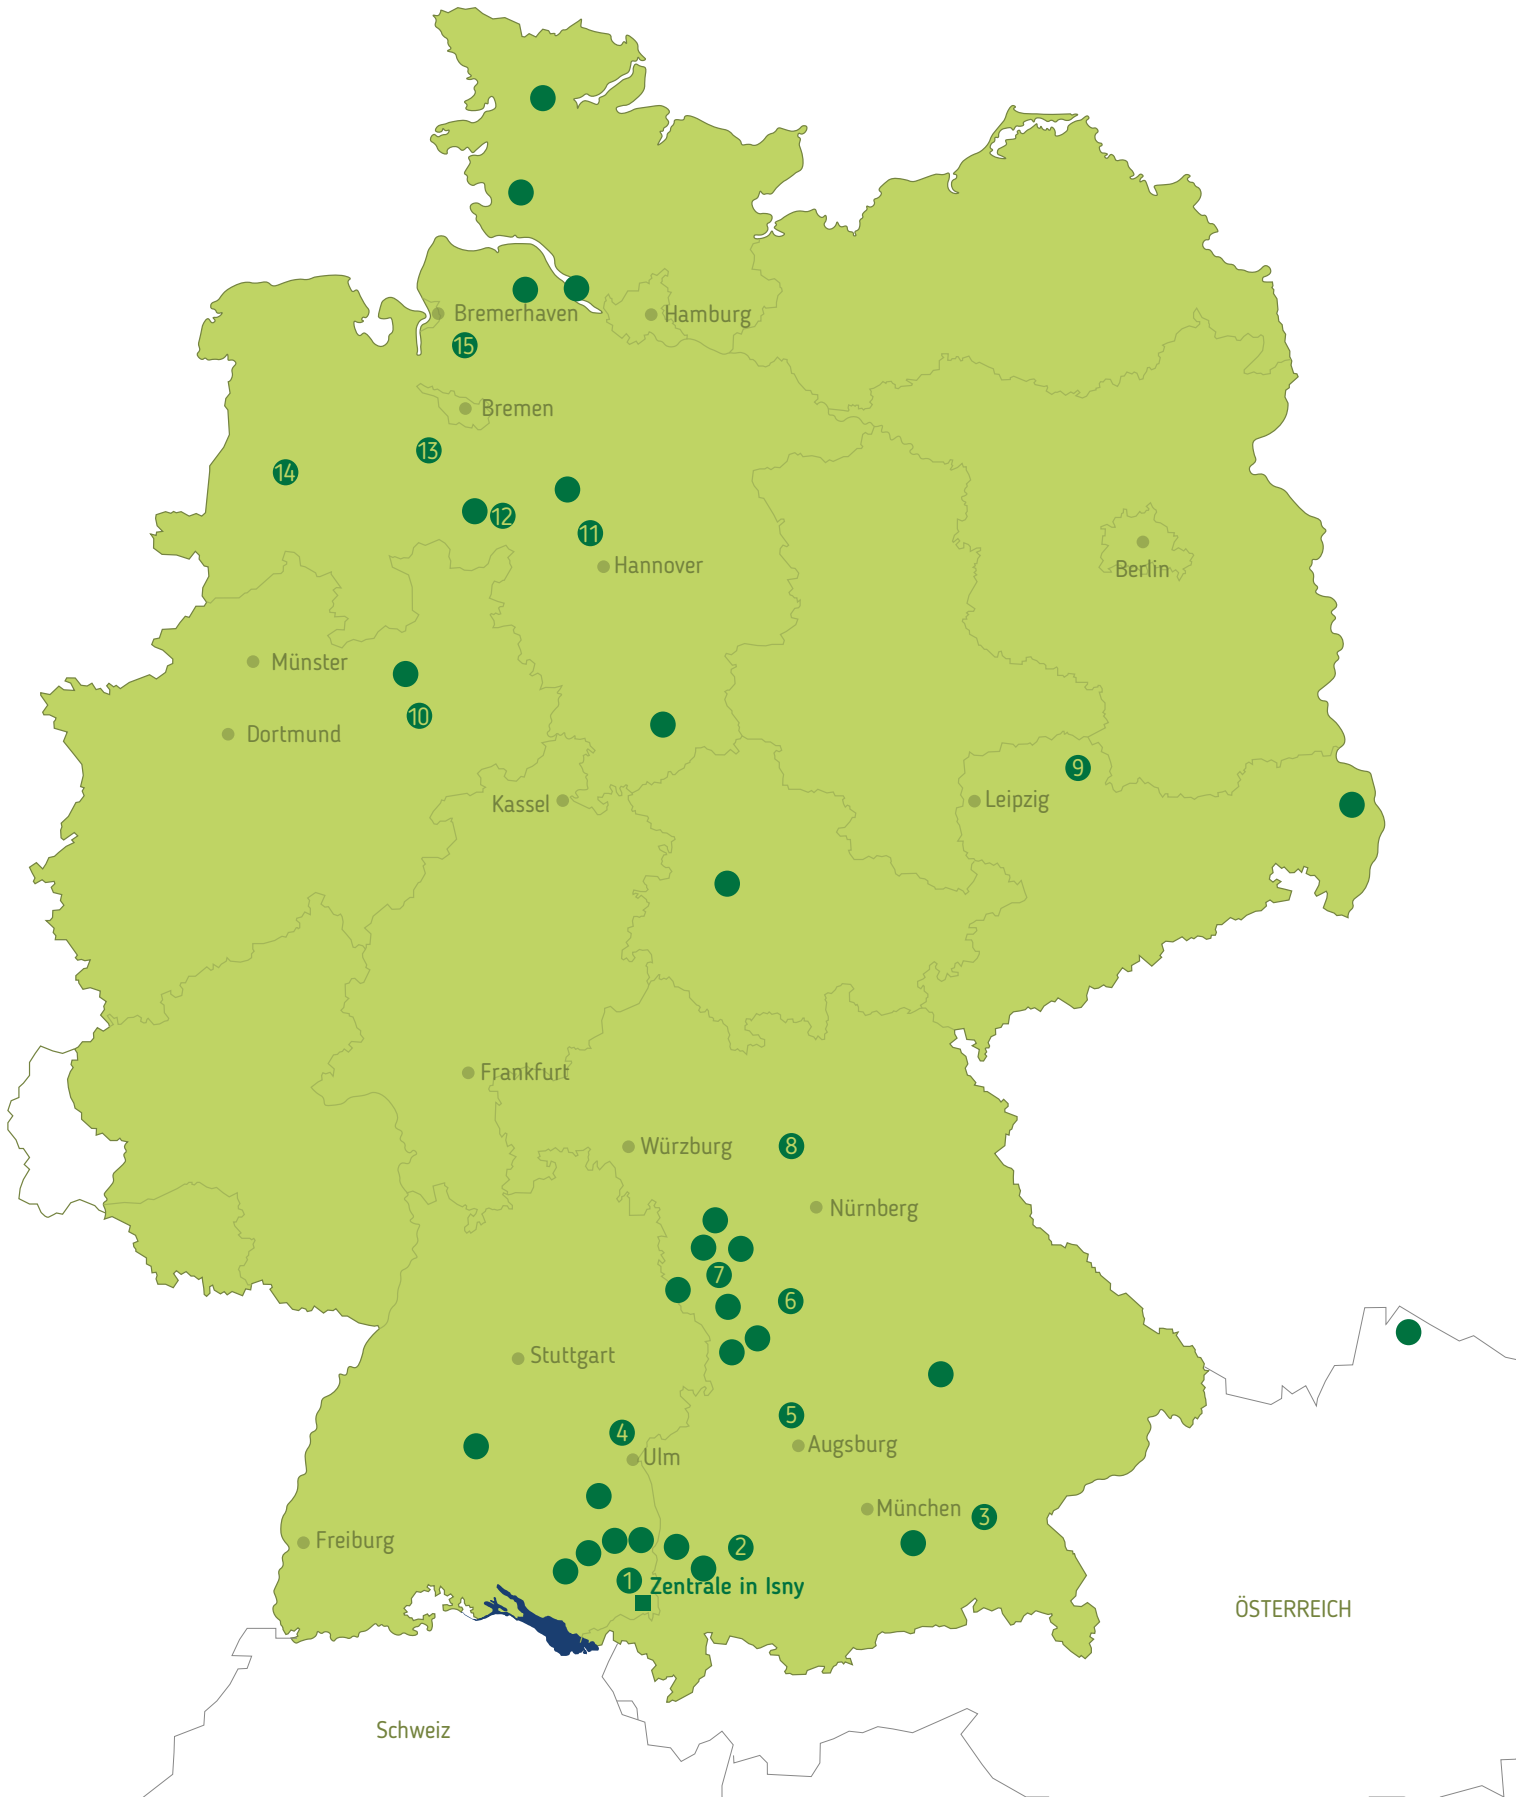 Bremerhaven
Hamburg
15
Bremen
13
14
12
11
Hannover
Berlin
Münster
10
Dortmund
9
Kassel
Leipzig
Frankfurt
Würzburg
8
Nürnberg
7
6
Stuttgart
5
4
Augsburg
Ulm
München
3
Freiburg
2
1
Zentrale in Isny
ÖSTERREICH
Schweiz